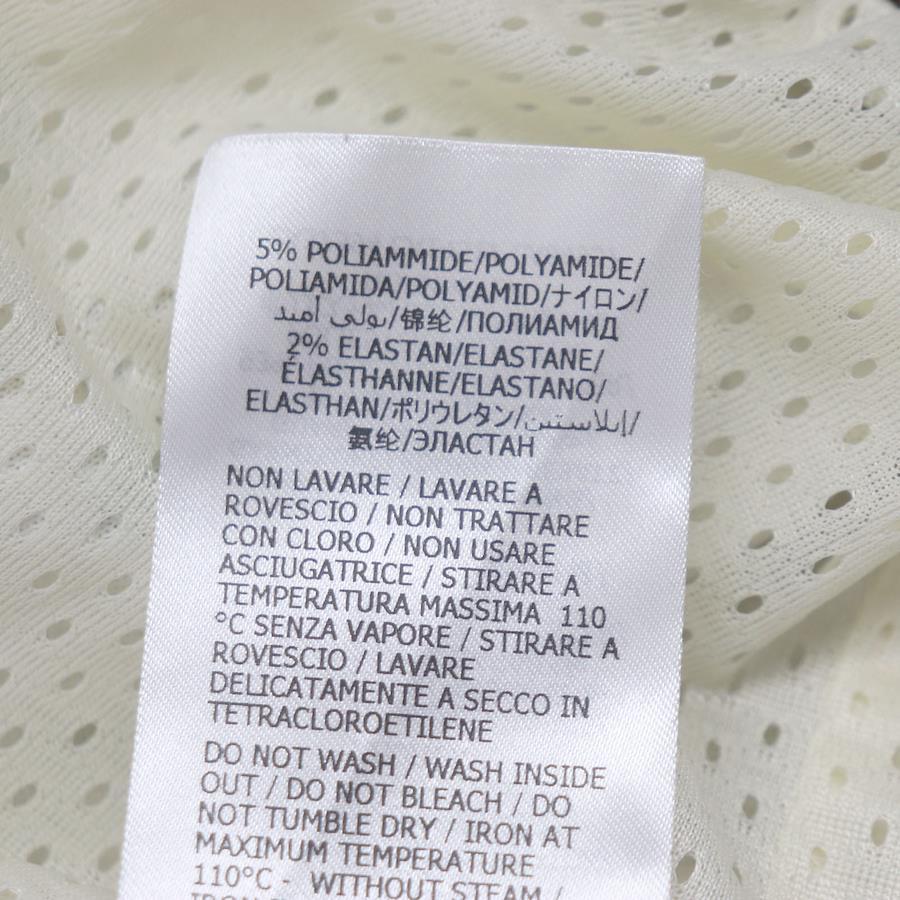 5% POLIAMMIDE/POLYAMIDE/
POLIAMIDA/POLYAMID/ナイロン/
بولي أميد/锦纶/ПОЛИАМИД
2% ELASTAN/ELASTANE/
ÉLASTHANNE/ELASTANO/
ELASTHAN/ポリウレタン/إيلاستين/
氨纶/ЭЛАСТАН
NON LAVARE / LAVARE A
ROVESCIO / NON TRATTARE
CON CLORO / NON USARE
ASCIUGATRICE / STIRARE A
TEMPERATURA MASSIMA 110
°C SENZA VAPORE / STIRARE A
ROVESCIO / LAVARE
DELICATAMENTE A SECCO IN
TETRACLOROETILENE
DO NOT WASH / WASH INSIDE
OUT / DO NOT BLEACH / DO
NOT TUMBLE DRY / IRON AT
MAXIMUM TEMPERATURE
110°C - WITHOUT STEAM /